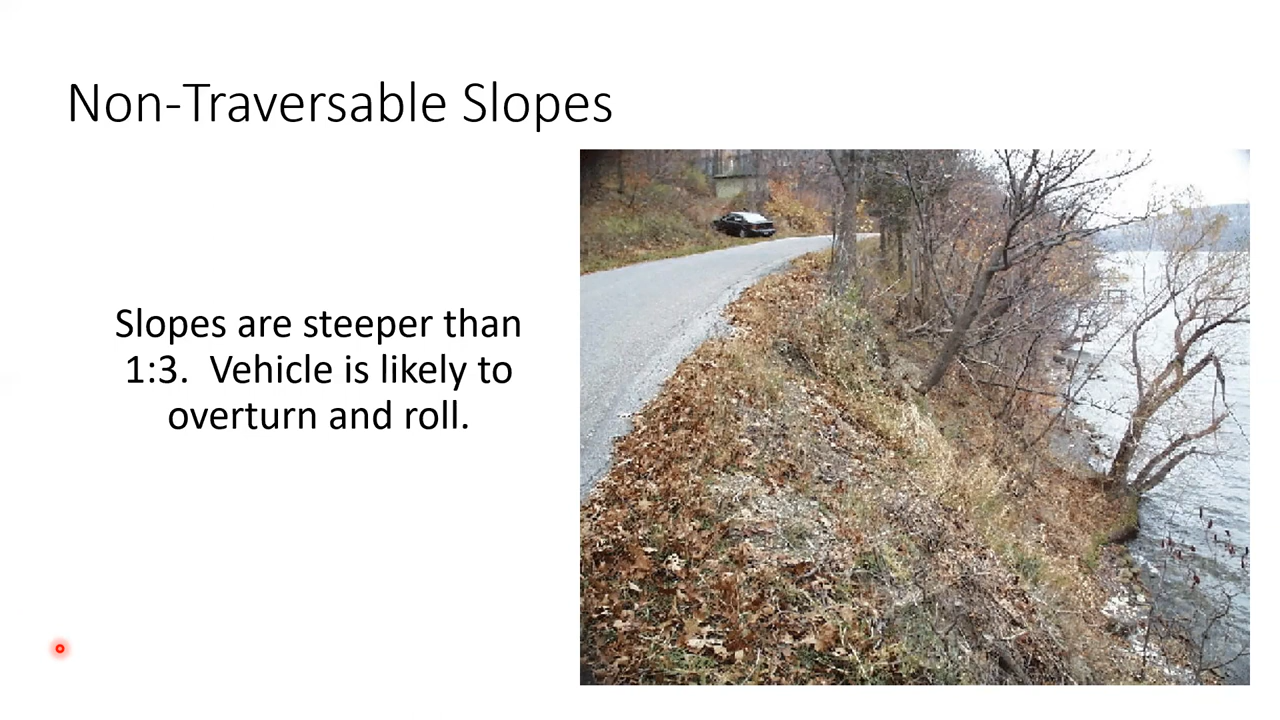 Non-Traversable Slopes
Slopes are steeper than
1:3.  Vehicle is likely to
overturn and roll.